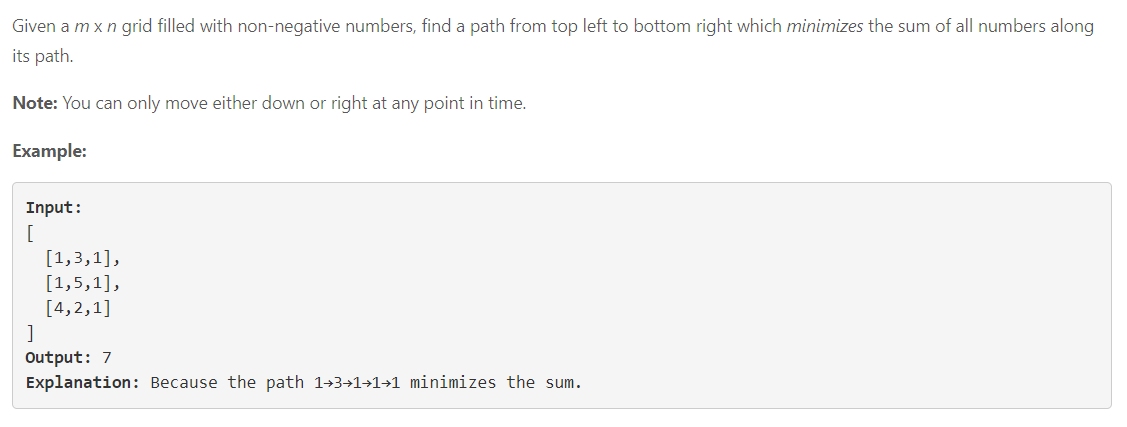 Given a m x n grid filled with non-negative numbers, find a path from top left to bottom right which minimizes the sum of all numbers along
its path.
Note: You can only move either down or right at any point in time.
Example:
Input:
[
  [1,3,1],
  [1,5,1],
  [4,2,1]
]
Output: 7
Explanation: Because the path 1→3→1→1→1 minimizes the sum.